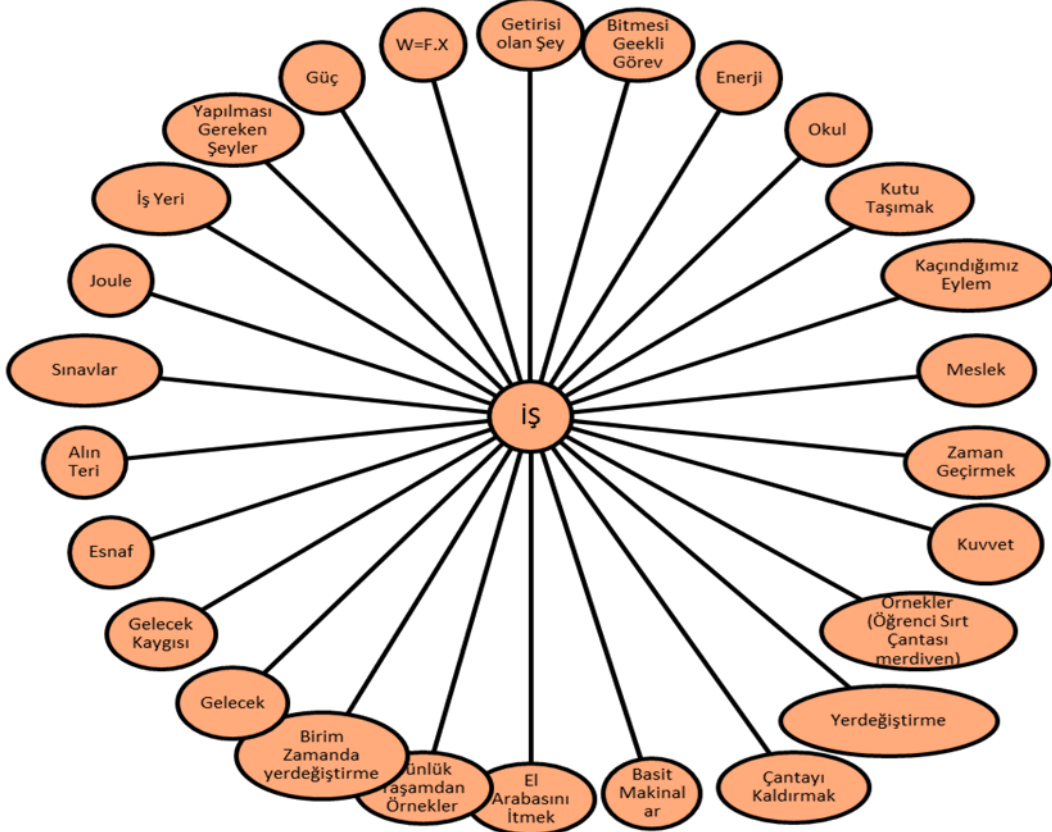 İŞ
Getirisi
olan Şey
Bitmesi
Geekli
Görev
Enerji
Okul
Kutu
Taşımak
Kaçındığımız
Eylem
Meslek
Zaman
Geçirmek
Kuvvet
Örnekler
(Öğrenci Sırt
Çantası
merdiven)
Yerdeğiştirme
Çantayı
Kaldırmak
Basit
Makinal
ar
El
Arabasını
İtmek
ünlük
aşamdan
Örnekler
Birim
Zamanda
yerdeğiştirme
Gelecek
Gelecek
Kaygısı
Esnaf
Alın
Teri
Sınavlar
Joule
İş Yeri
Yapılması
Gereken
Şeyler
Güç
W=F.X